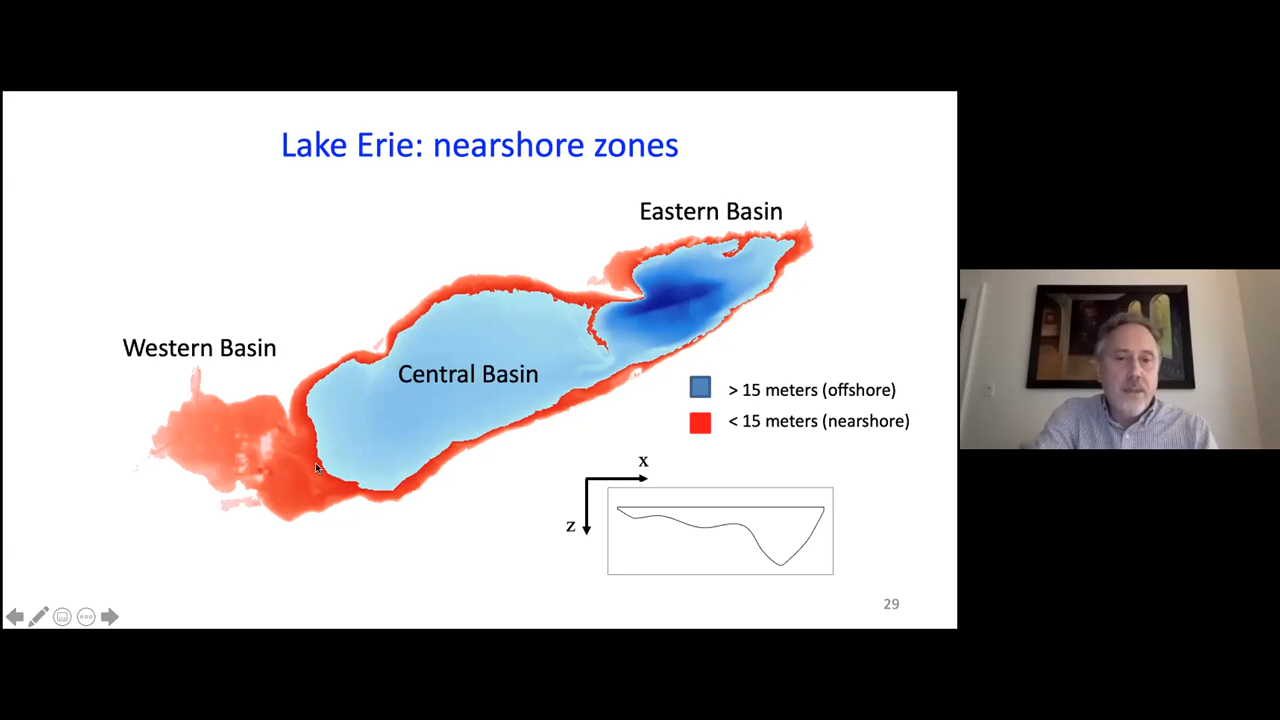 Lake Erie: nearshore zones
Eastern Basin
Western Basin
Central Basin
> 15 meters (offshore)
< 15 meters (nearshore)
x
z
29